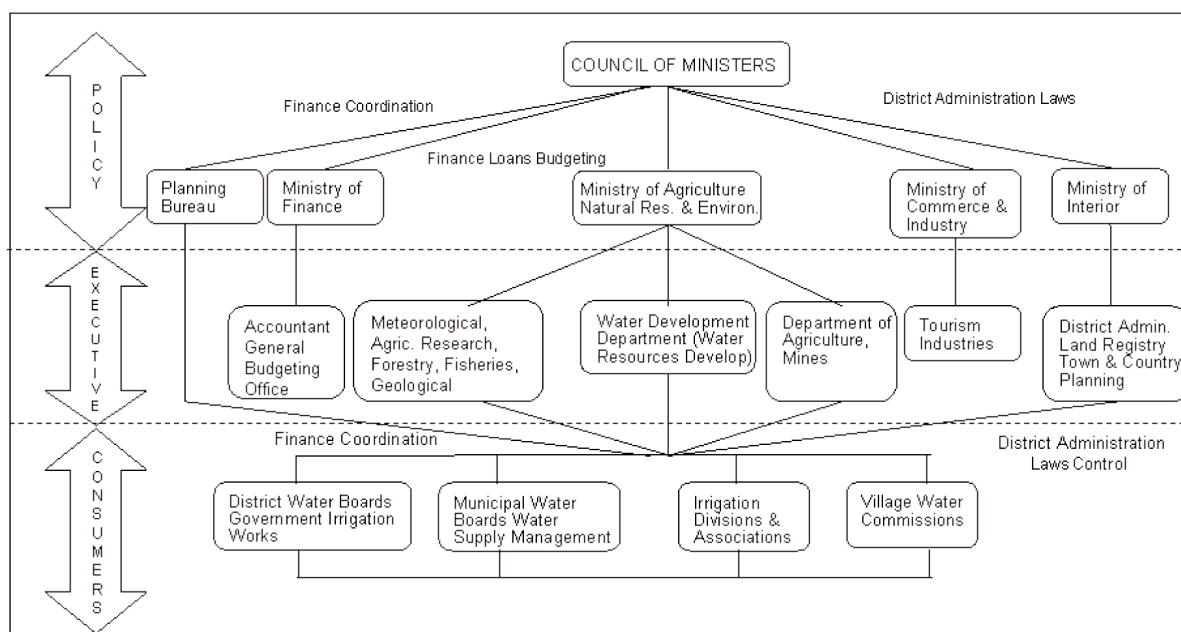 COUNCIL OF MINISTERS
Finance Coordination
District Administration Laws
Finance Loans Budgeting
POLICY
Planning
Bureau
Ministry of
Finance
Ministry of Agriculture
Natural Res. & Environ.
Ministry of
Commerce &
Industry
Ministry of
Interior
EXECUTIVE
Accountant
General
Budgeting
Office
Meteorological,
Agric. Research,
Forestry, Fisheries,
Geological
Water Development
Department (Water
Resources Develop)
Department of
Agriculture,
Mines
Tourism
Industries
District Admin.
Land Registry
Town & Country
Planning
Finance Coordination
District Administration
Laws Control
CONSUMERS
District Water Boards
Government Irrigation
Works
Municipal Water
Boards Water
Supply Management
Irrigation
Divisions &
Associations
Village Water
Commissions